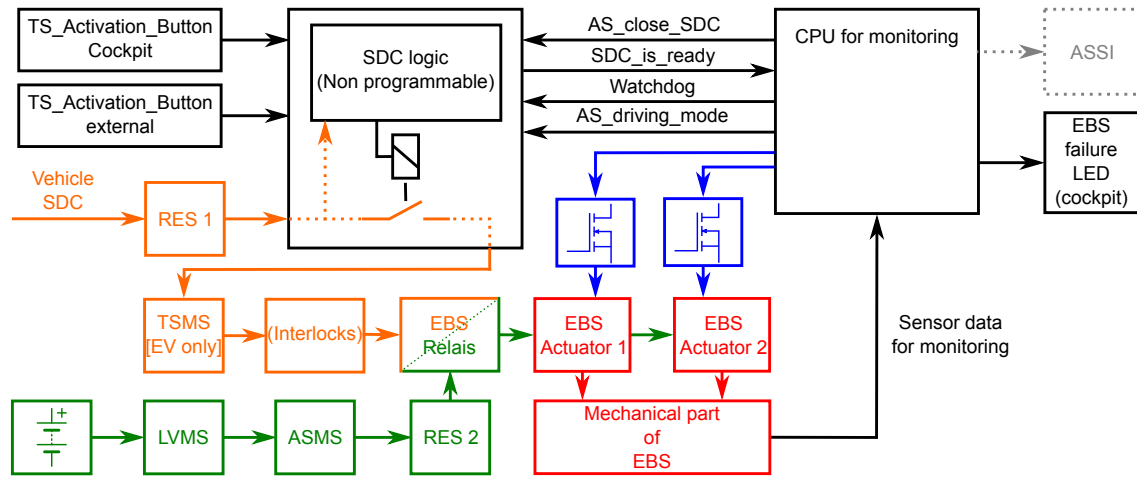 TS_Activation_Button
Cockpit
TS_Activation_Button
external
SDC logic
(Non programmable)
AS_close_SDC
SDC_is_ready
Watchdog
AS_driving_mode
CPU for monitoring
ASSI
EBS
failure
LED
(cockpit)
Vehicle
SDC
RES 1
TSMS
[EV only]
(Interlocks)
EBS
Relais
EBS
Actuator 1
EBS
Actuator 2
Sensor data
for monitoring
+
LVMS
ASMS
RES 2
Mechanical part
of
EBS